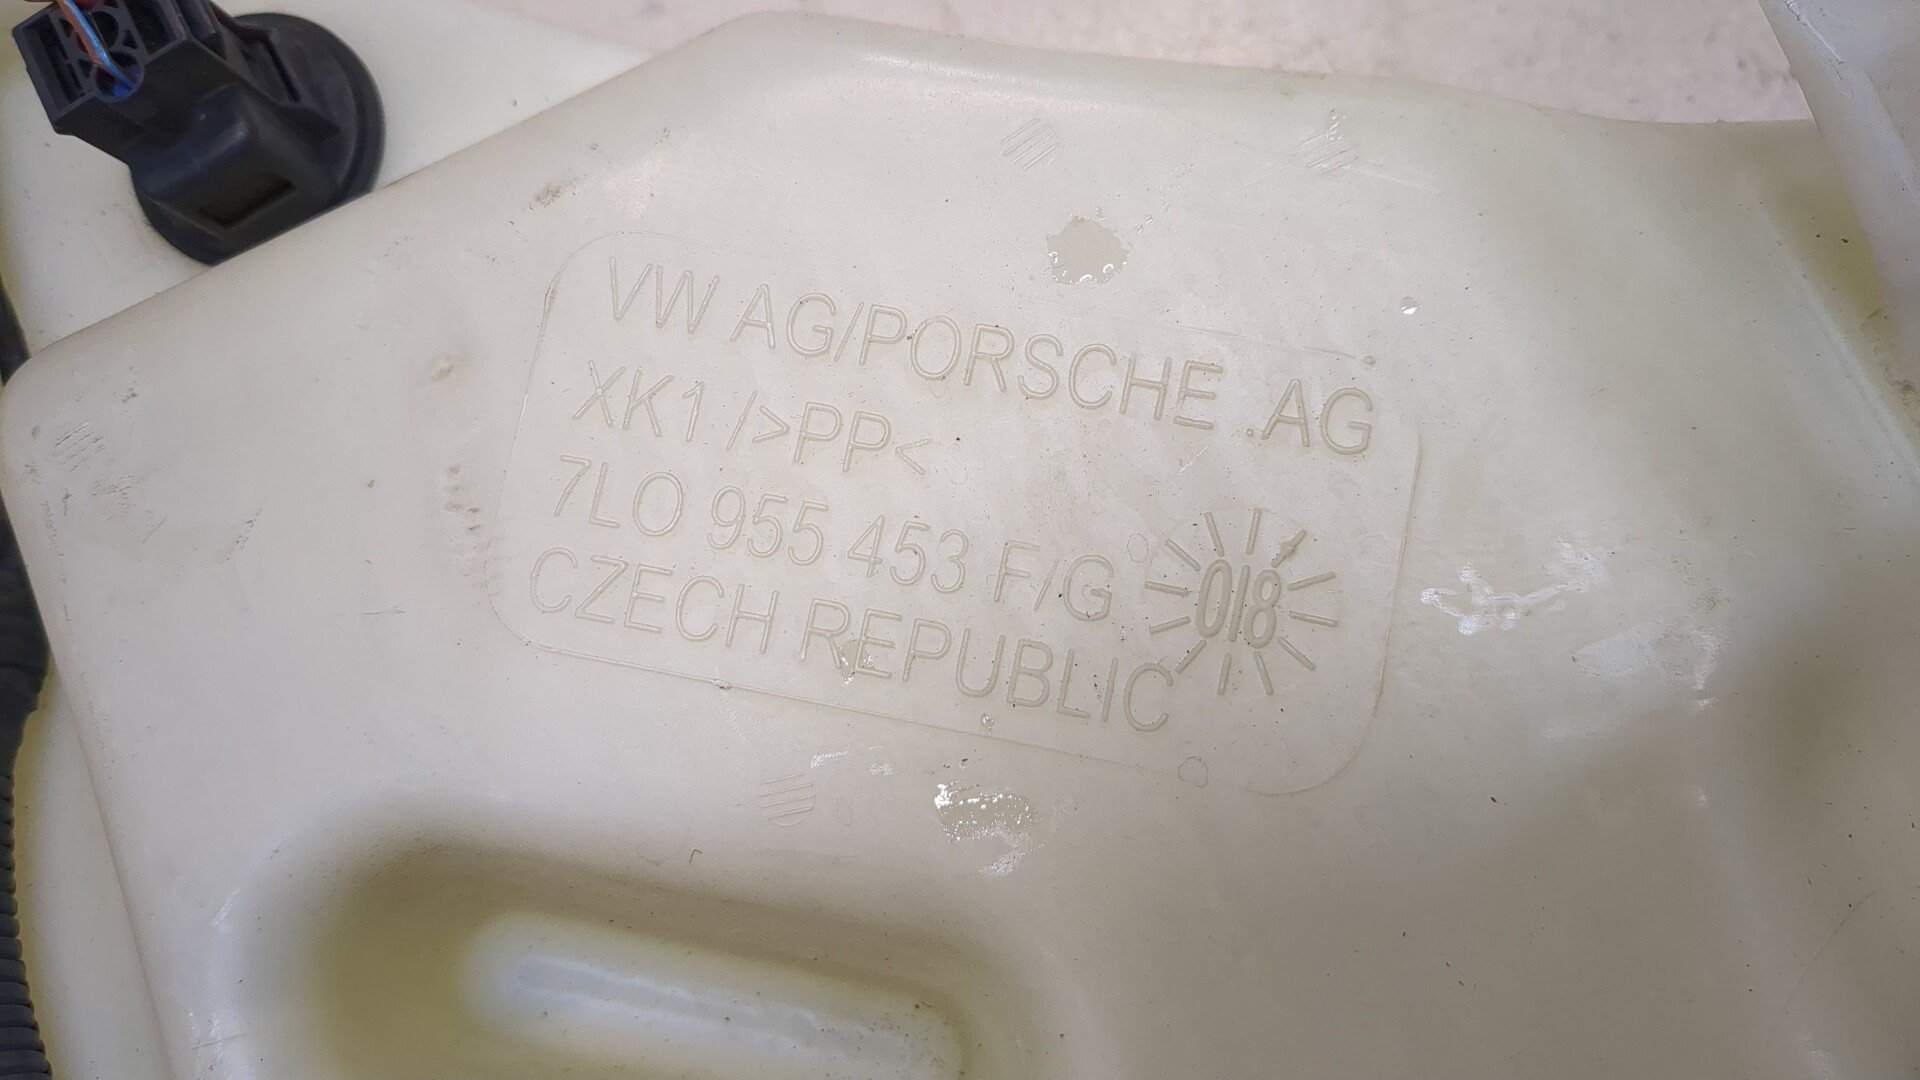 VW AG/PORSCHE AG
XK1 />PP<
7L0 955 453 F/G
CZECH REPUBLIC
018